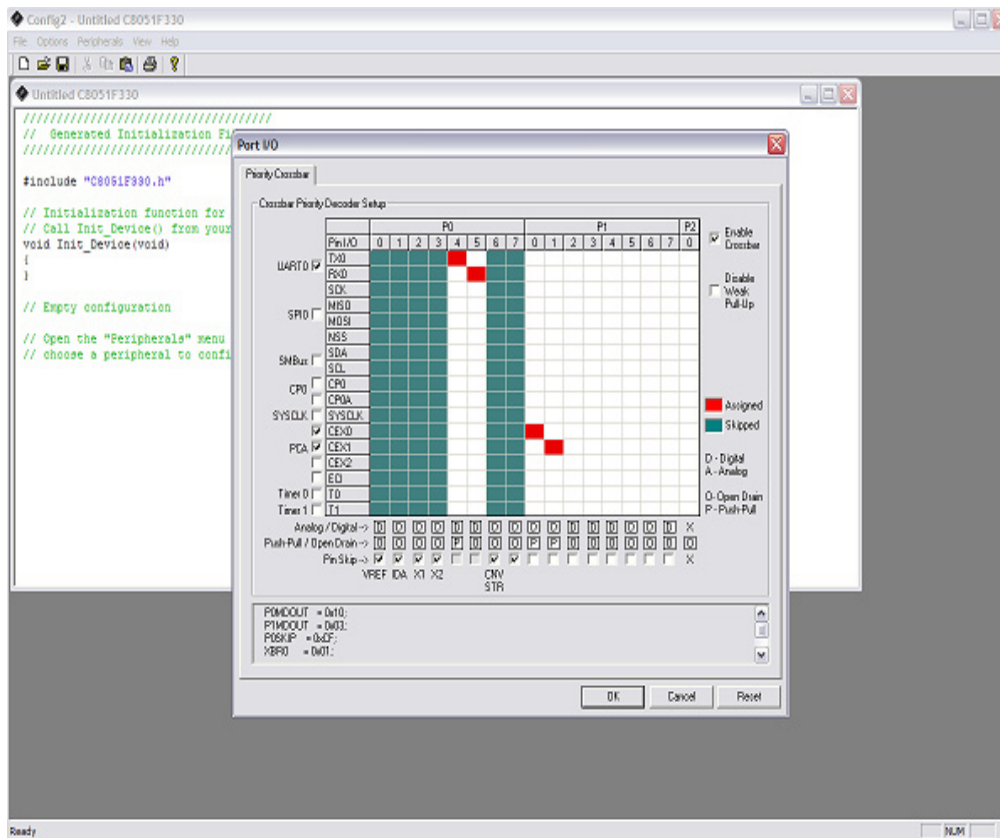 Config2 - Untitled C8051F330
File Options Peripherals View Help
Untitled C8051F330
/////////////////////////////////////
// Generated Initialization Fi
#include "C8051F330.h"
// Initialization function for
// Call Init_Device() from your
void Init_Device(void)
{
}
// Empty configuration
// Open the "Peripherals" menu
// choose a peripheral to confi
Port I/O
Priority Crossbar
Crossbar Priority Decoder Setup
P0 P1 P2
Pin I/O 0 1 2 3 4 5 6 7 0 1 2 3 4 5 6 7 0
UART0 TX0
RX0
SCK
SPI0 MISO
MOSI
NSS
SMBus SDA
SCL
CP0 CP0
CP0A
SYSCLK SYSCLK
CEX0
PCA CEX1
CEX2
ECI
Timer 0 T0
Timer 1 T1
Enable Crossbar
Disable Weak Pull-Up
Assigned
Skipped
D - Digital
A - Analog
O - Open Drain
P - Push-Pull
Analog / Digital -> D D D D D D D D D D D D D D D D X
Push-Pull / Open Drain -> O O O O P O O O P P O O O O O O O
Pin Skip -> X
VREF IDA X1 X2 CNV STR
P0MDOUT = 0x10;
P1MDOUT = 0x03;
P0SKIP = 0xCF;
XBR0 = 0x01;
OK Cancel Reset
Ready NUM